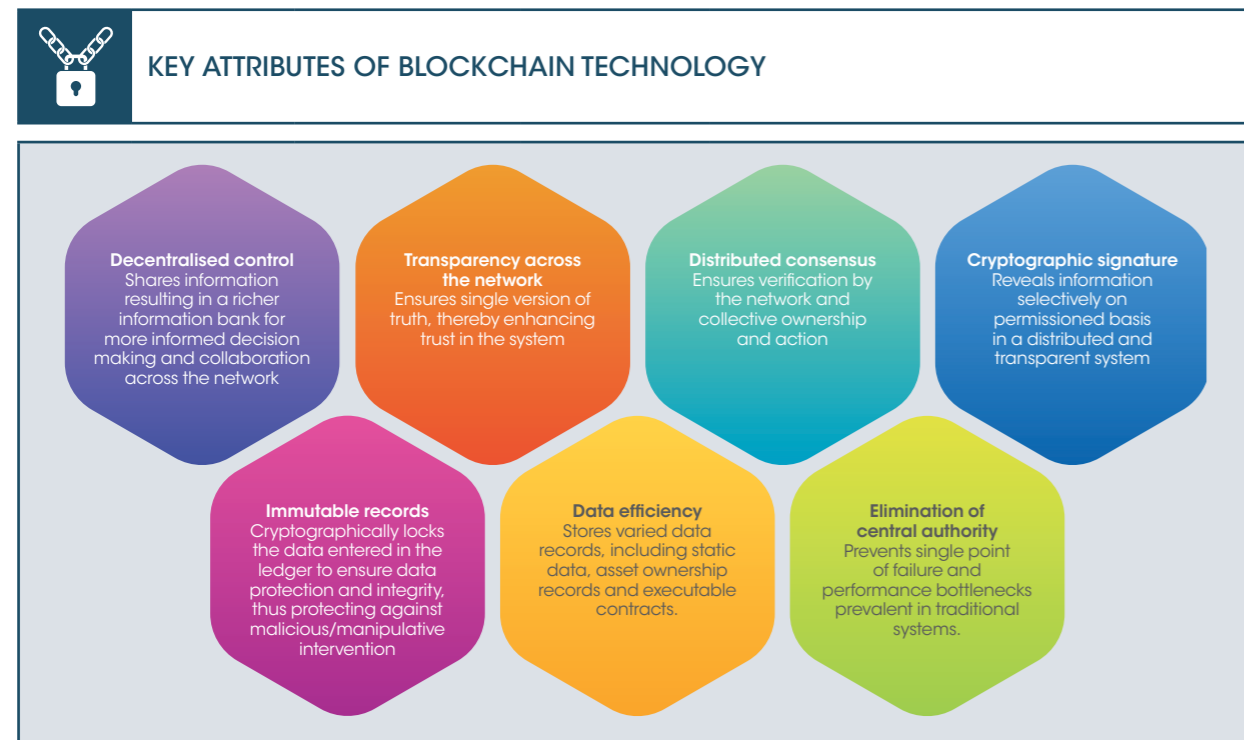 KEY ATTRIBUTES OF BLOCKCHAIN TECHNOLOGY
Decentralised control
Shares information
resulting in a richer
information bank for
more informed decision
making and collaboration
across the network
Transparency across
the network
Ensures single version of
truth, thereby enhancing
trust in the system
Distributed consensus
Ensures verification by
the network and
collective ownership
and action
Cryptographic signature
Reveals information
selectively on
permissioned basis
in a distributed and
transparent system
Immutable records
Cryptographically locks
the data entered in the
ledger to ensure data
protection and integrity,
thus protecting against
malicious/manipulative
intervention
Data efficiency
Stores varied data
records, including static
data, asset ownership
records and executable
contracts.
Elimination of
central authority
Prevents single point
of failure and
performance bottlenecks
prevalent in traditional
systems.